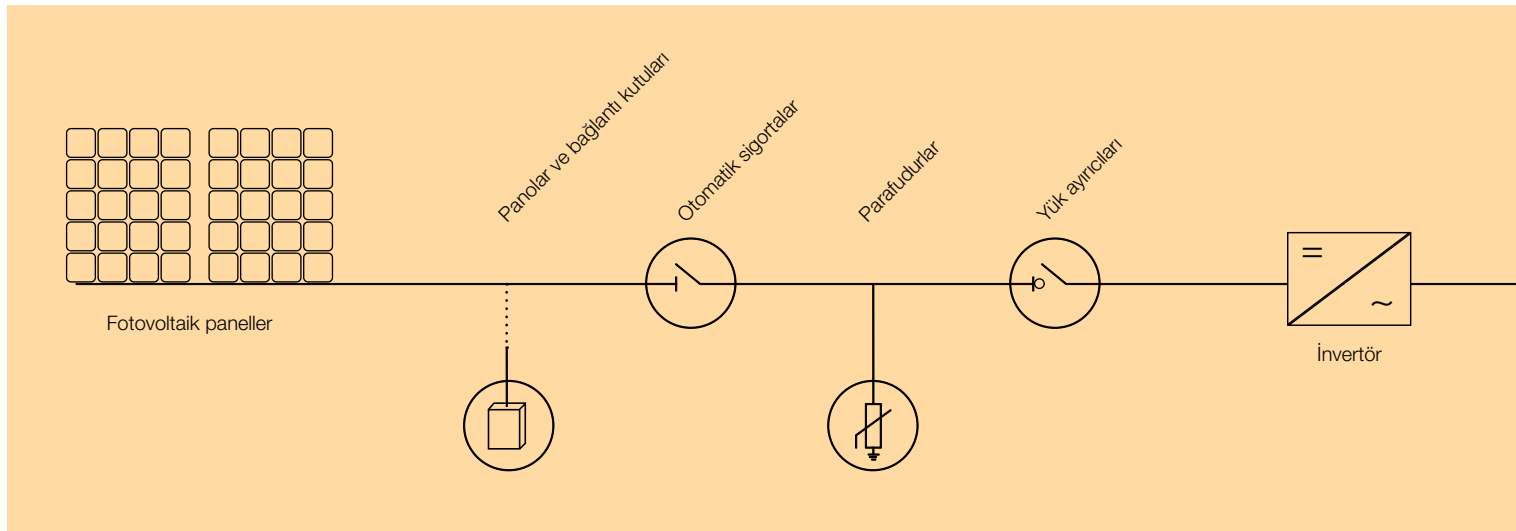 Panolar ve bağlantı kutuları
Otomatik sigortalar
Parafudurlar
Yük ayırıcıları
Fotovoltaik paneller
İnvertör